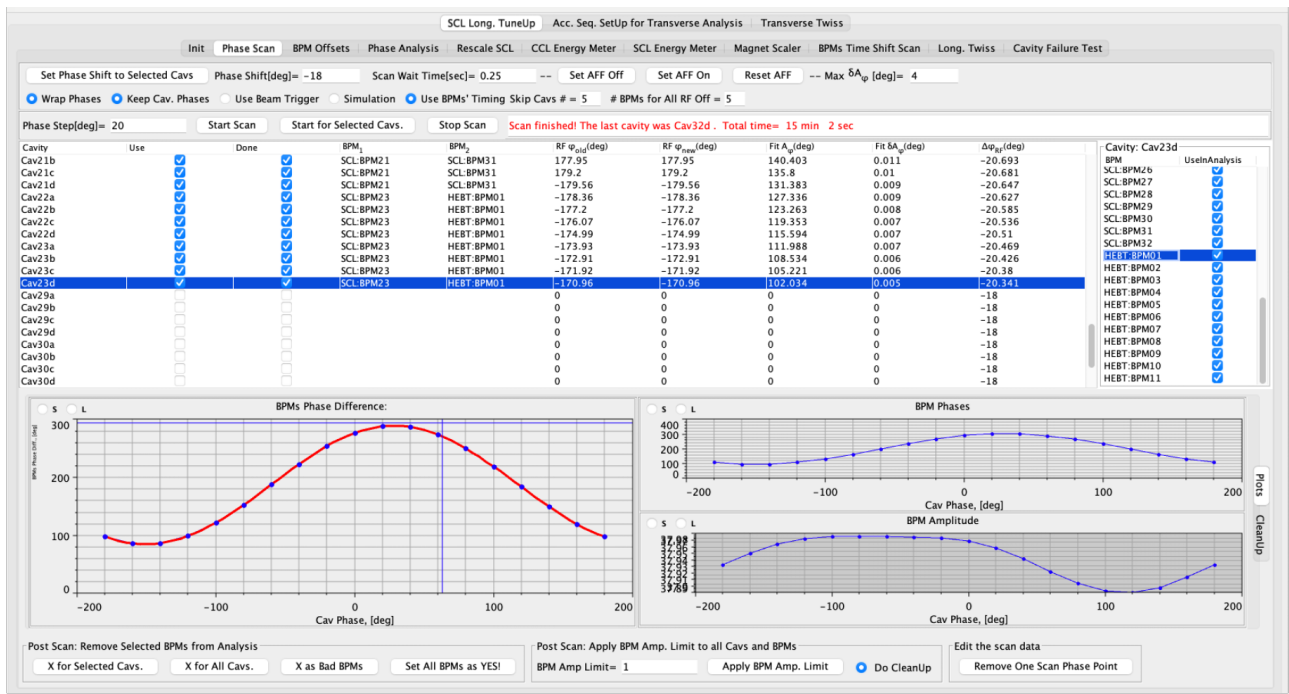 SCL Long. TuneUp Acc. Seq. SetUp for Transverse Analysis Transverse Twiss
Init Phase Scan BPM Offsets Phase Analysis Rescale SCL CCL Energy Meter SCL Energy Meter Magnet Scaler BPMs Time Shift Scan Long. Twiss Cavity Failure Test
Set Phase Shift to Selected Cavs Phase Shift[deg]= -18 Scan Wait Time[sec]= 0.25 -- Set AFF Off Set AFF On Reset AFF -- Max δAφ [deg]= 4
Wrap Phases Keep Cav. Phases Use Beam Trigger Simulation Use BPMs' Timing Skip Cavs # = 5 # BPMs for All RF Off = 5
Phase Step[deg]= 20 Start Scan Start for Selected Cavs. Stop Scan Scan finished! The last cavity was Cav32d . Total time= 15 min 2 sec
Cavity Use Done BPM1 BPM2 RF φold(deg) RF φnew(deg) Fit Aφ(deg) Fit δAφ(deg) ΔφRF(deg)
Cav21b SCL:BPM21 SCL:BPM31 177.95 177.95 140.403 0.011 -20.693
Cav21c SCL:BPM21 SCL:BPM31 179.2 179.2 135.8 0.01 -20.681
Cav21d SCL:BPM21 SCL:BPM31 -179.56 -179.56 131.383 0.009 -20.647
Cav22a SCL:BPM23 HEBT:BPM01 -178.36 -178.36 127.336 0.009 -20.627
Cav22b SCL:BPM23 HEBT:BPM01 -177.2 -177.2 123.263 0.008 -20.585
Cav22c SCL:BPM23 HEBT:BPM01 -176.07 -176.07 119.353 0.007 -20.536
Cav22d SCL:BPM23 HEBT:BPM01 -174.99 -174.99 115.594 0.007 -20.51
Cav23a SCL:BPM23 HEBT:BPM01 -173.93 -173.93 111.988 0.007 -20.469
Cav23b SCL:BPM23 HEBT:BPM01 -172.91 -172.91 108.534 0.006 -20.426
Cav23c SCL:BPM23 HEBT:BPM01 -171.92 -171.92 105.221 0.006 -20.38
Cav23d SCL:BPM23 HEBT:BPM01 -170.96 -170.96 102.034 0.005 -20.341
Cav29a 0 0 0 0 -18
Cav29b 0 0 0 0 -18
Cav29c 0 0 0 0 -18
Cav29d 0 0 0 0 -18
Cav30a 0 0 0 0 -18
Cav30b 0 0 0 0 -18
Cav30c 0 0 0 0 -18
Cav30d 0 0 0 0 -18
Cavity: Cav23d
BPM UseInAnalysis
SCL:BPM26
SCL:BPM27
SCL:BPM28
SCL:BPM29
SCL:BPM30
SCL:BPM31
SCL:BPM32
HEBT:BPM01
HEBT:BPM02
HEBT:BPM03
HEBT:BPM04
HEBT:BPM05
HEBT:BPM06
HEBT:BPM07
HEBT:BPM08
HEBT:BPM09
HEBT:BPM10
HEBT:BPM11
S L BPMs Phase Difference:
BPMs Phase Diff., [deg]
300
200
100
0
-200 -100 0 100 200
Cav Phase, [deg]
S L BPM Phases
400
300
200
100
0
-200 -100 0 100 200
Cav Phase, [deg]
S L BPM Amplitude
-200 -100 0 100 200
Cav Phase, [deg]
Plots
CleanUp
Post Scan: Remove Selected BPMs from Analysis
X for Selected Cavs. X for All Cavs. X as Bad BPMs Set All BPMs as YES!
Post Scan: Apply BPM Amp. Limit to all Cavs and BPMs
BPM Amp Limit= 1 Apply BPM Amp. Limit Do CleanUp
Edit the scan data
Remove One Scan Phase Point